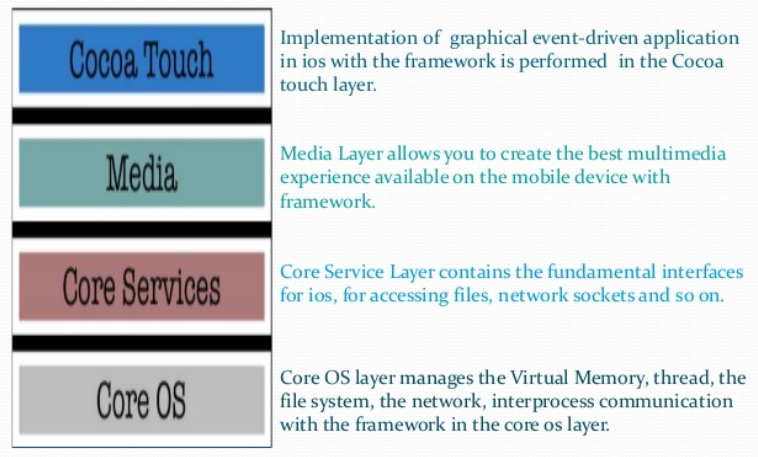 Cocoa Touch
Implementation of graphical event-driven application
in ios with the framework is performed in the Cocoa
touch layer.
Media
Media Layer allows you to create the best multimedia
experience available on the mobile device with
framework.
Core Services
Core Service Layer contains the fundamental interfaces
for ios, for accessing files, network sockets and so on.
Core OS
Core OS layer manages the Virtual Memory, thread, the
file system, the network, interprocess communication
with the framework in the core os layer.